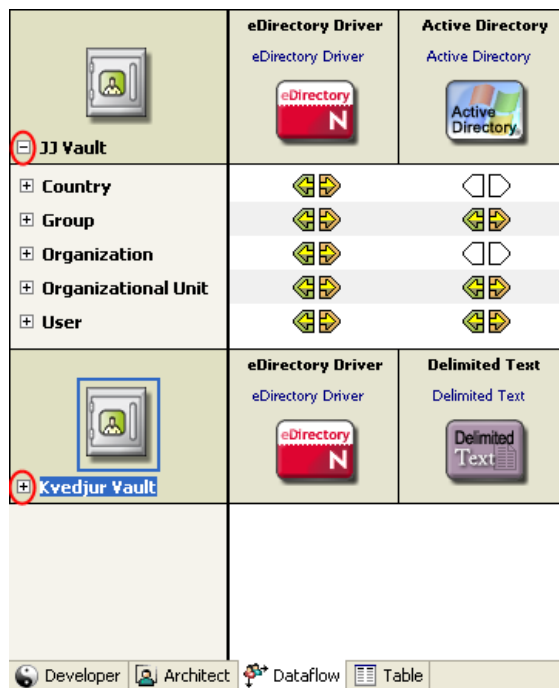 eDirectory Driver Active Directory
eDirectory Driver Active Directory
eDirectory
N
Active
Directory
JJ Vault
Country
Group
Organization
Organizational Unit
User
eDirectory Driver Delimited Text
eDirectory Driver Delimited Text
eDirectory
N
Delimited
Text
Kvedjur Vault
Developer Architect Dataflow Table